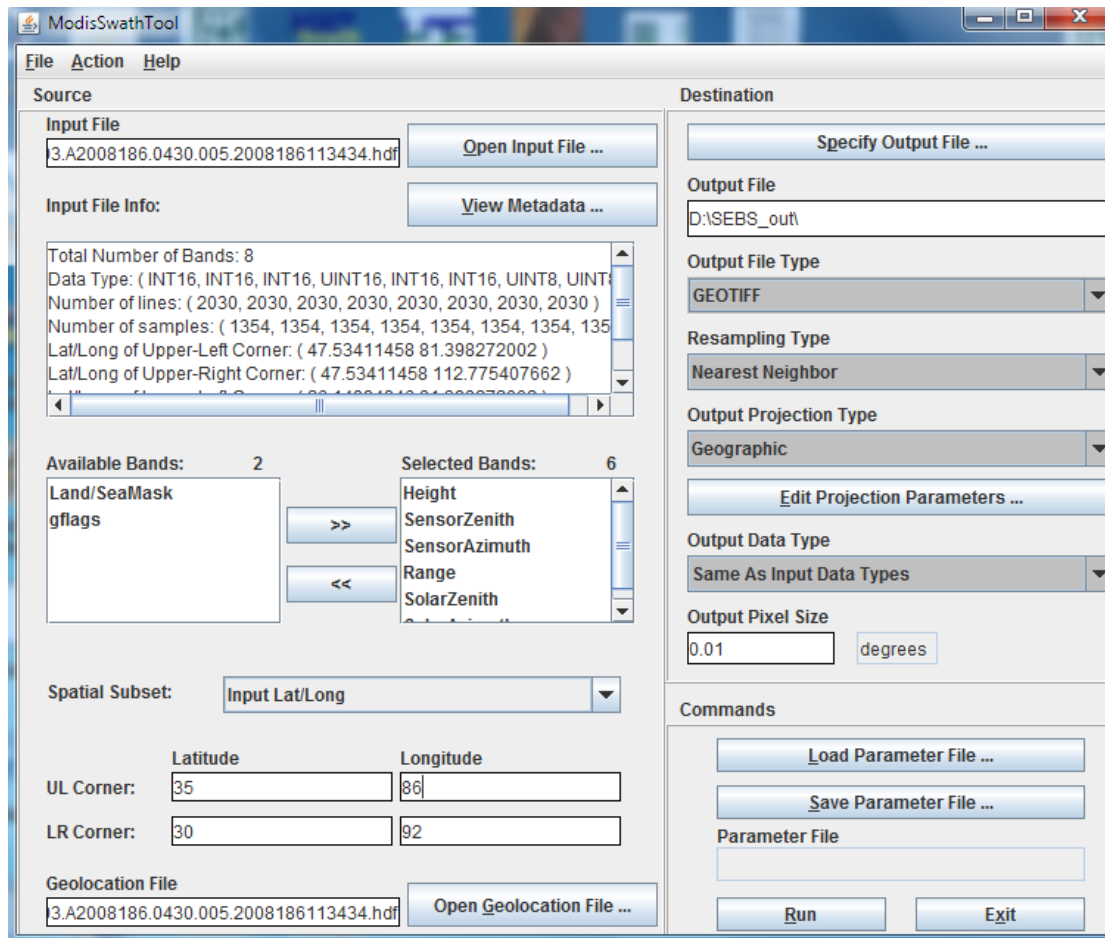 ModisSwathTool
File Action Help
Source
Input File
03.A2008186.0430.005.2008186113434.hdf
Open Input File ...
Input File Info:
View Metadata ...
Total Number of Bands: 8
Data Type: ( INT16, INT16, INT16, UINT16, INT16, INT16, UINT8, UINT8
Number of lines: ( 2030, 2030, 2030, 2030, 2030, 2030, 2030, 2030 )
Number of samples: ( 1354, 1354, 1354, 1354, 1354, 1354, 1354, 135
Lat/Long of Upper-Left Corner: ( 47.53411458 81.398272002 )
Lat/Long of Upper-Right Corner: ( 47.53411458 112.775407662 )
Available Bands: 2
Land/SeaMask
gflags
>>
<<
Selected Bands: 6
Height
SensorZenith
SensorAzimuth
Range
SolarZenith
Spatial Subset:
Input Lat/Long
Latitude Longitude
UL Corner: 35 86
LR Corner: 30 92
Geolocation File
03.A2008186.0430.005.2008186113434.hdf
Open Geolocation File ...
Destination
Specify Output File ...
Output File
D:\SEBS_out\
Output File Type
GEOTIFF
Resampling Type
Nearest Neighbor
Output Projection Type
Geographic
Edit Projection Parameters ...
Output Data Type
Same As Input Data Types
Output Pixel Size
0.01 degrees
Commands
Load Parameter File ...
Save Parameter File ...
Parameter File
Run Exit